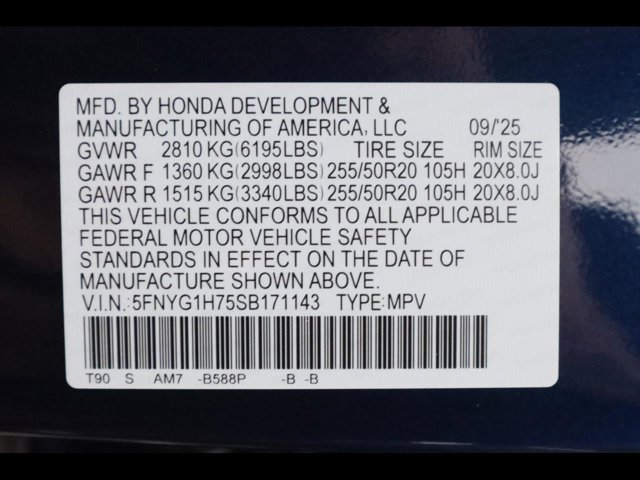 MFD. BY HONDA DEVELOPMENT &
MANUFACTURING OF AMERICA, LLC 09/'25
GVWR 2810 KG(6195LBS) TIRE SIZE RIM SIZE
GAWR F 1360 KG(2998LBS) 255/50R20 105H 20X8.0J
GAWR R 1515 KG(3340LBS) 255/50R20 105H 20X8.0J
THIS VEHICLE CONFORMS TO ALL APPLICABLE
FEDERAL MOTOR VEHICLE SAFETY
STANDARDS IN EFFECT ON THE DATE OF
MANUFACTURE SHOWN ABOVE.
V.I.N.:5FNYG1H75SB171143 TYPE:MPV
T90 S AM7 -B588P -B -B